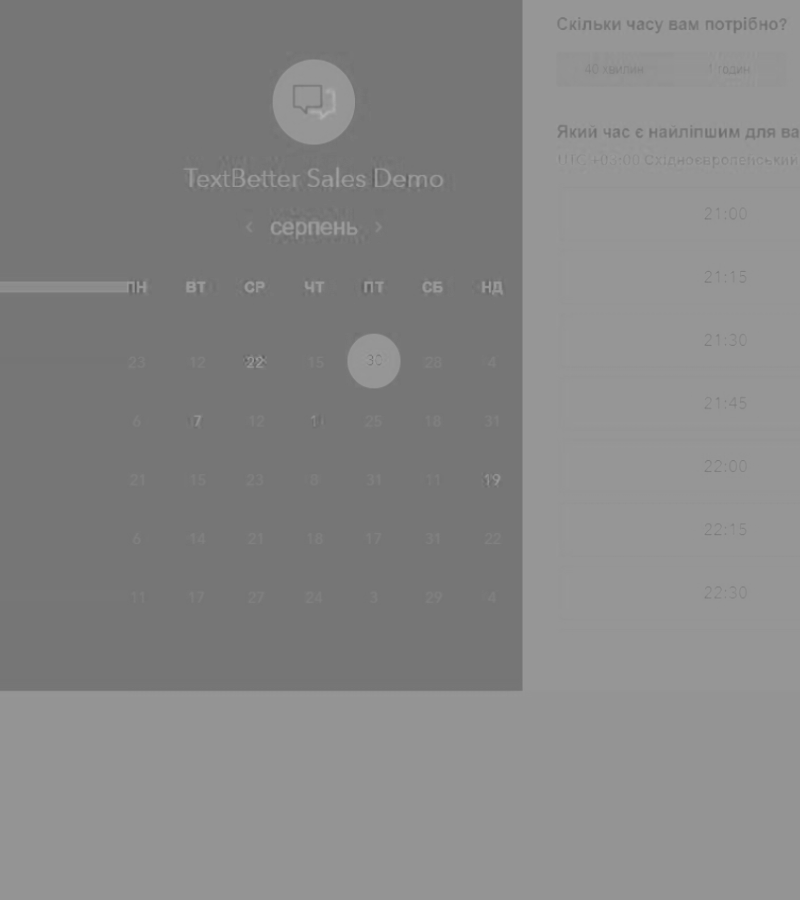 TextBetter Sales Demo
серпень
ПН ВТ СР ЧТ ПТ СБ НД
23 12 22 15 30 28 4
6 7 12 25 18 31
21 15 23 8 31 11 19
6 14 21 18 17 31 22
11 17 27 24 3 29 4
Скільки часу вам потрібно?
40 хвилин 1 годин
Який час є найліпшим для ва
UTC +03:00 Східноєвропейський
21:00
21:15
21:30
21:45
22:00
22:15
22:30